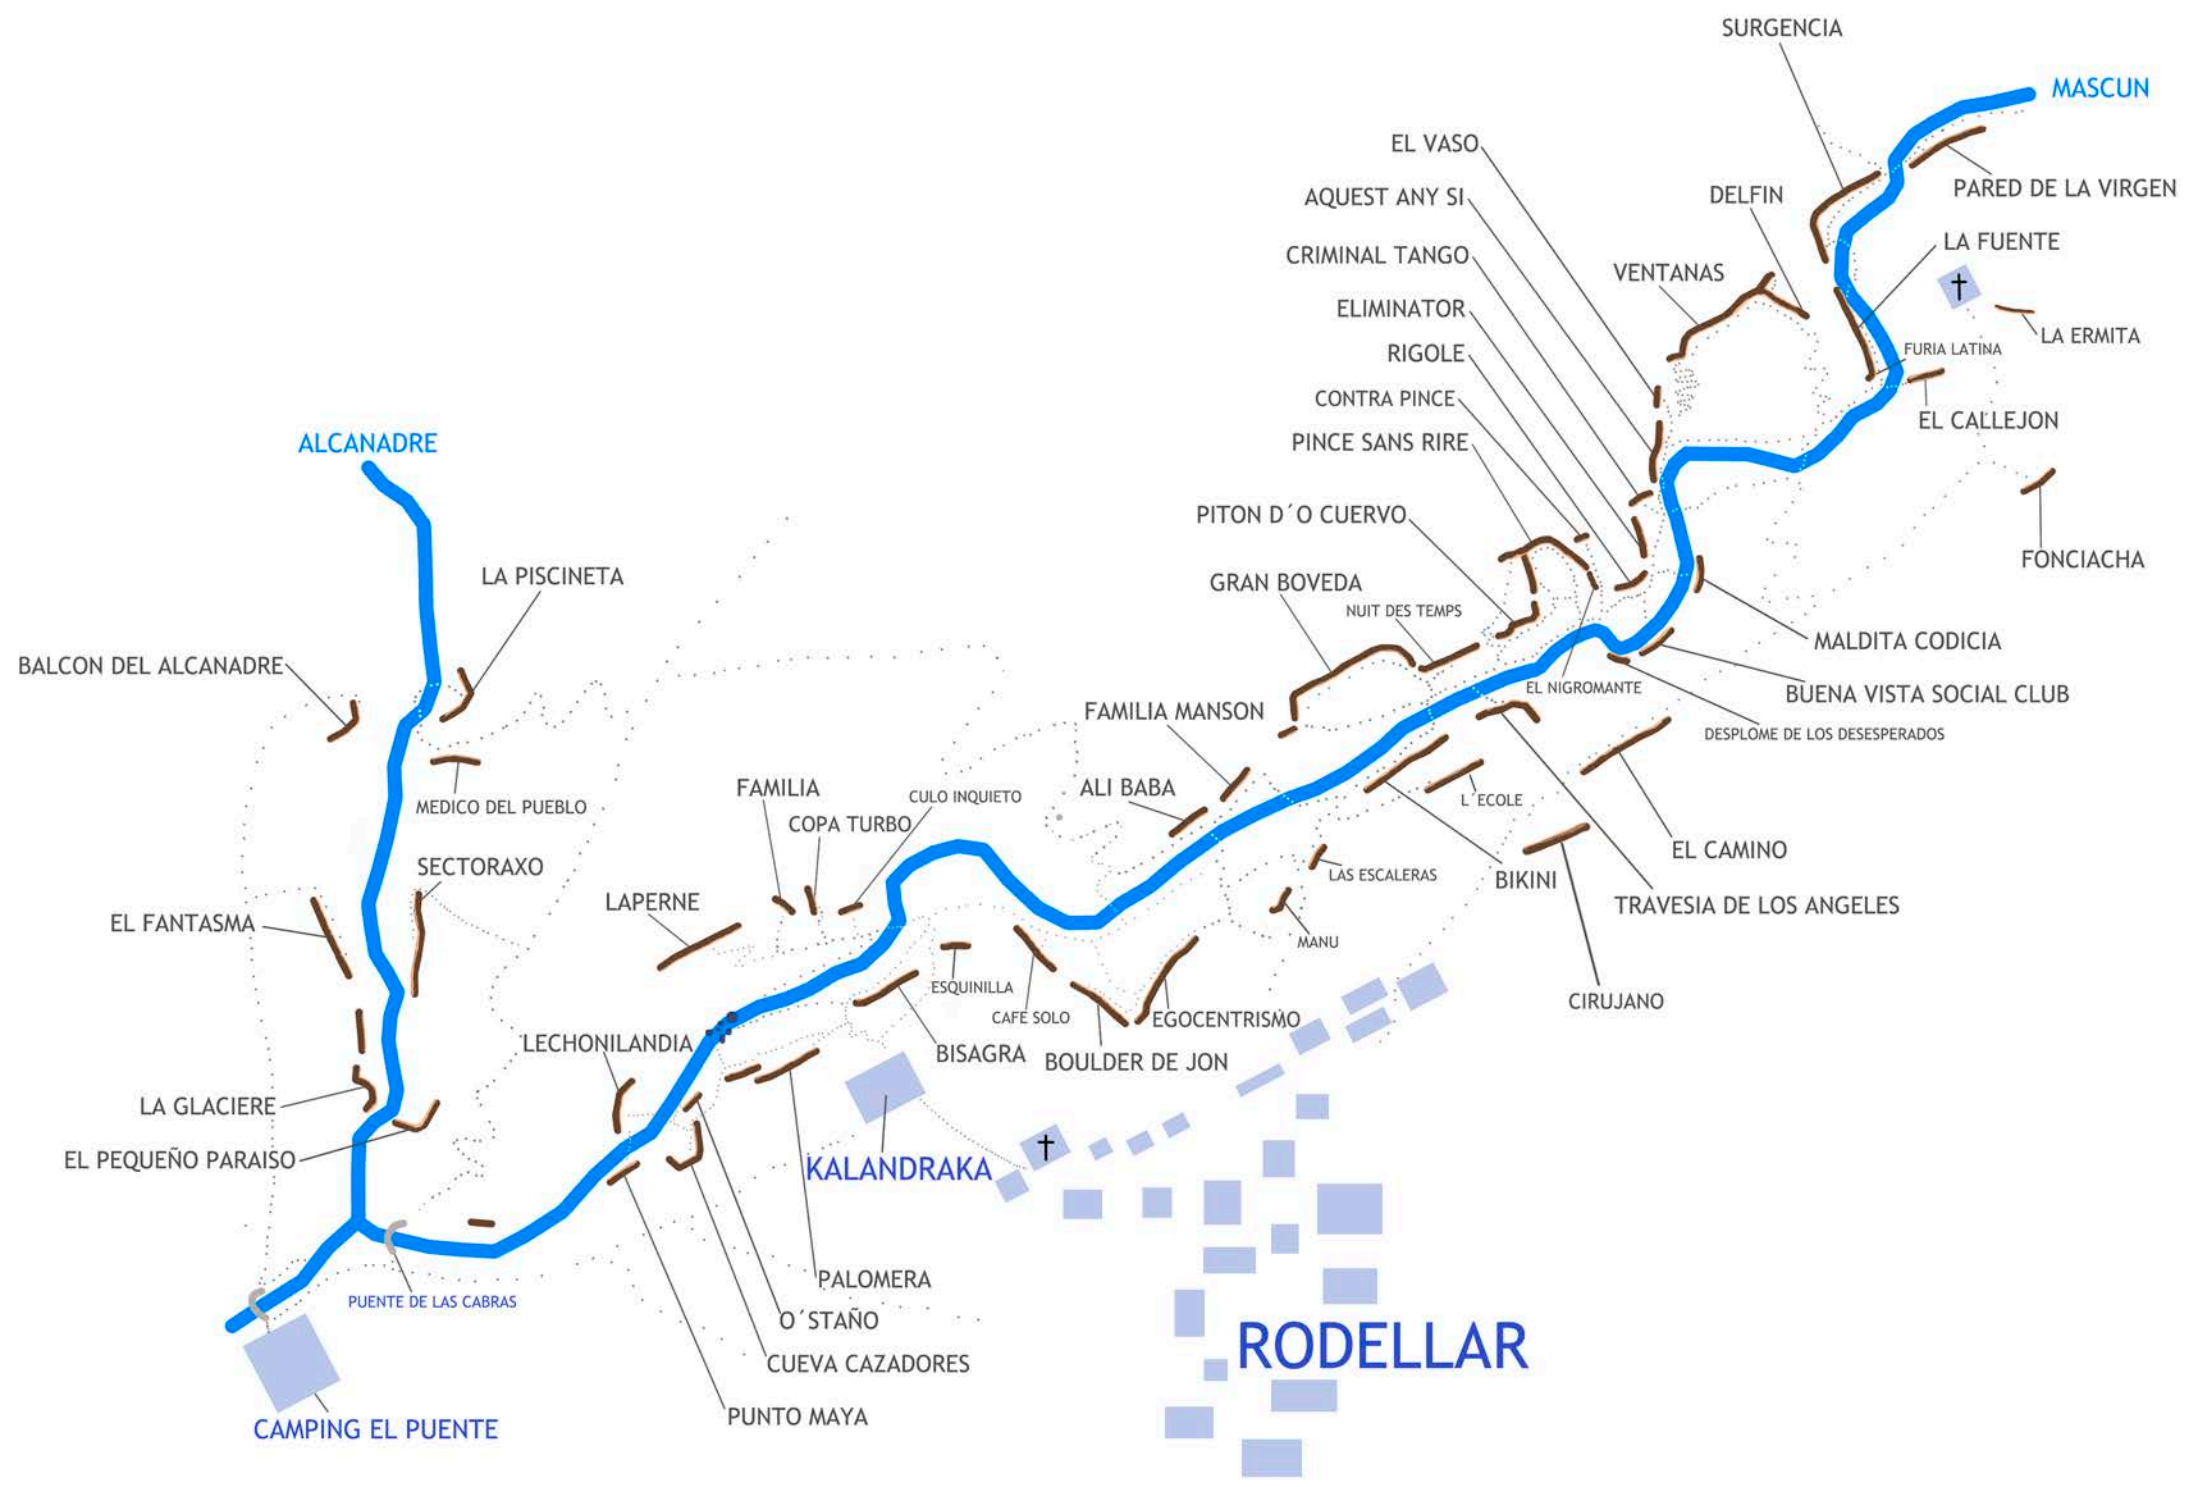 SURGENCIA
MASCUN
EL VASO
PARED DE LA VIRGEN
DELFIN
AQUEST ANY SI
LA FUENTE
CRIMINAL TANGO
VENTANAS
ELIMINATOR
LA ERMITA
FURIA LATINA
RIGOLE
CONTRA PINCE
EL CALLEJON
PINCE SANS RIRE
ALCANADRE
PITON D´O CUERVO
FONCIACHA
LA PISCINETA
GRAN BOVEDA
NUIT DES TEMPS
MALDITA CODICIA
BALCON DEL ALCANADRE
EL NIGROMANTE
BUENA VISTA SOCIAL CLUB
FAMILIA MANSON
DESPLOME DE LOS DESESPERADOS
FAMILIA
ALI BABA
CULO INQUIETO
L´ECOLE
MEDICO DEL PUEBLO
COPA TURBO
EL CAMINO
SECTORAXO
LAS ESCALERAS
BIKINI
LAPERNE
TRAVESIA DE LOS ANGELES
EL FANTASMA
MANU
ESQUINILLA
CIRUJANO
CAFE SOLO
EGOCENTRISMO
LECHONILANDIA
BISAGRA
BOULDER DE JON
LA GLACIERE
EL PEQUEÑO PARAISO
KALANDRAKA
PALOMERA
PUENTE DE LAS CABRAS
O´STAÑO
RODELLAR
CUEVA CAZADORES
PUNTO MAYA
CAMPING EL PUENTE